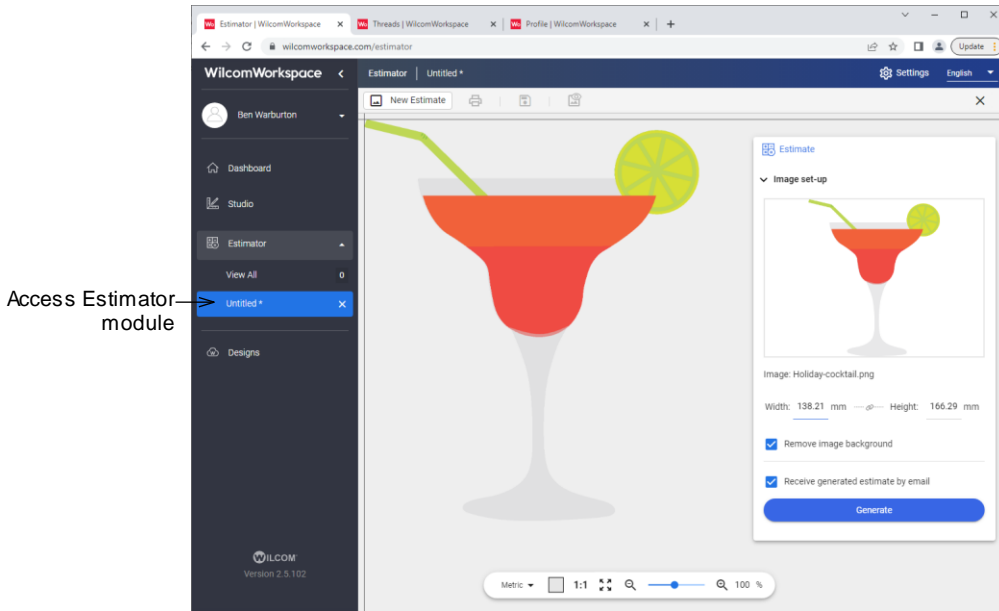 Estimator | WilcomWorkspace
Threads | WilcomWorkspace
Profile | WilcomWorkspace
wilcomworkspace.com/estimator
Update
WilcomWorkspace
Estimator | Untitled *
Settings
English
Ben Warburton
New Estimate
Dashboard
Studio
Estimator
View All 0
Untitled *
Designs
WILCOM
Version 2.5.102
Access Estimator
module
Estimate
Image set-up
Image: Holiday-cocktail.png
Width: 138.21 mm Height: 166.29 mm
Remove image background
Receive generated estimate by email
Generate
Metric 1:1 100 %